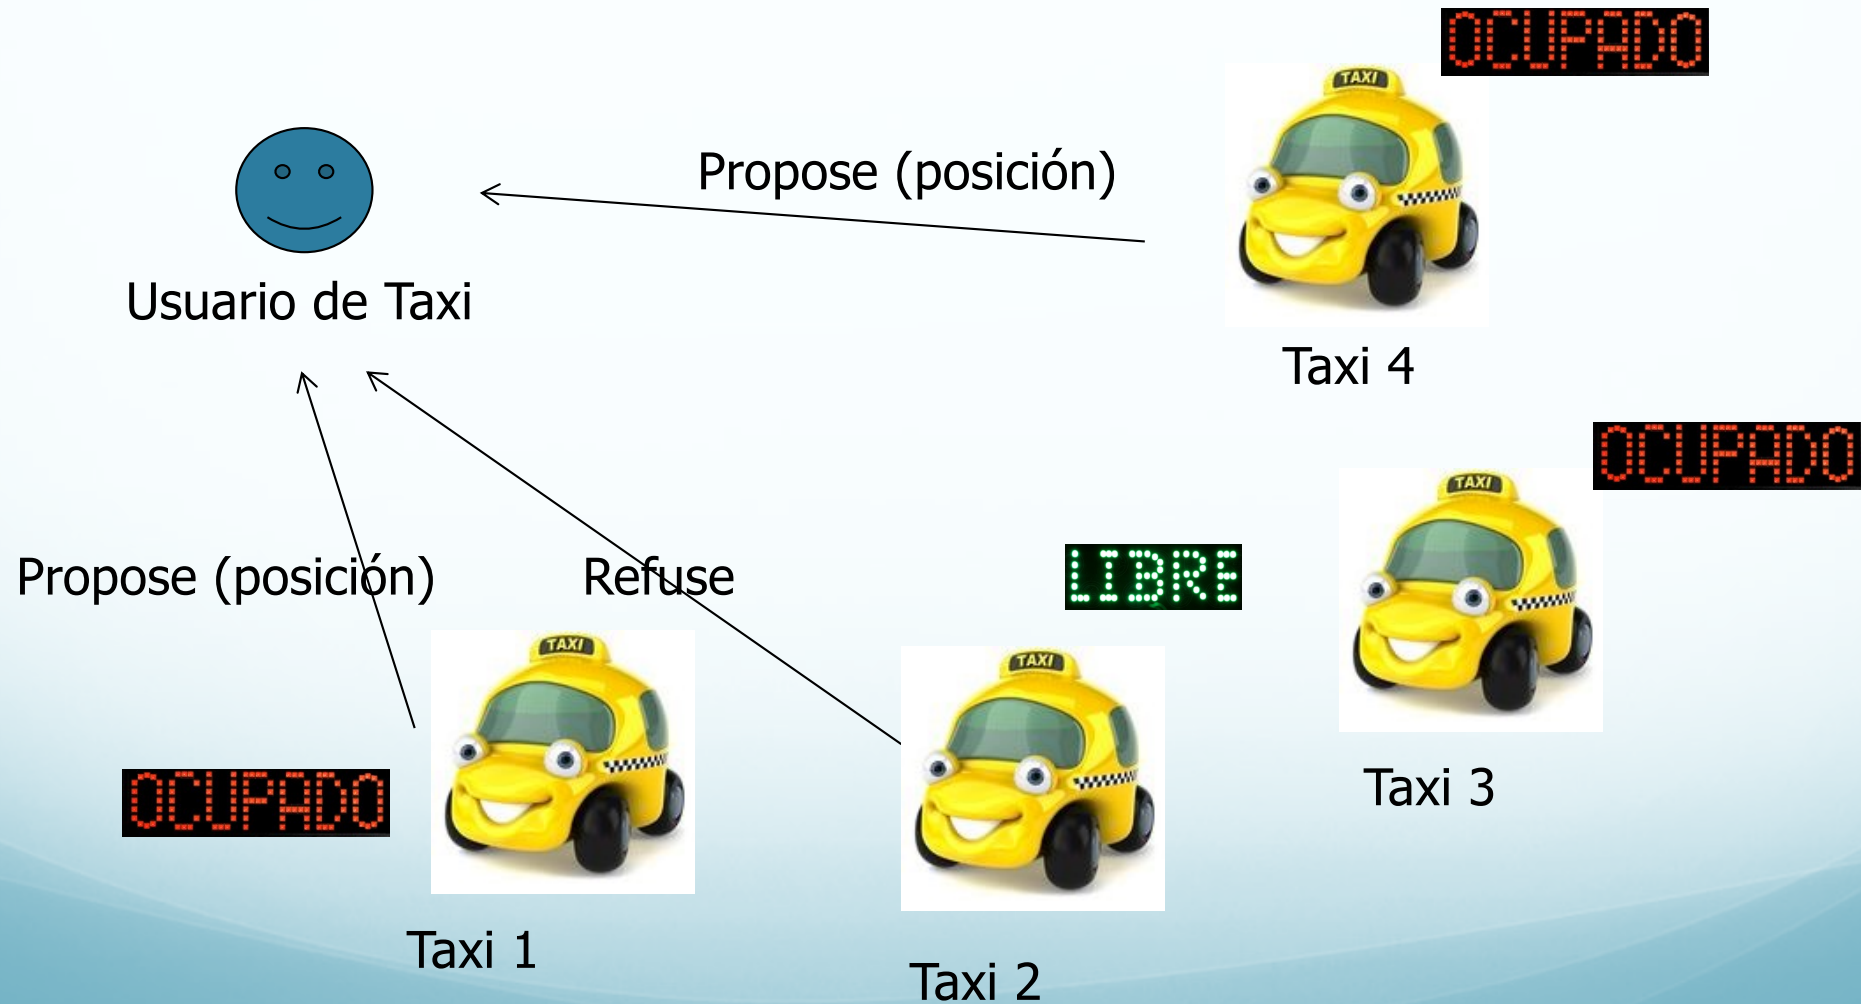 OCUPADO
TAXI
Propose (posición)
Usuario de Taxi
Taxi 4
OCUPADO
TAXI
LIBRE
Propose (posición)
Refuse
TAXI
TAXI
Taxi 3
OCUPADO
Taxi 1
Taxi 2